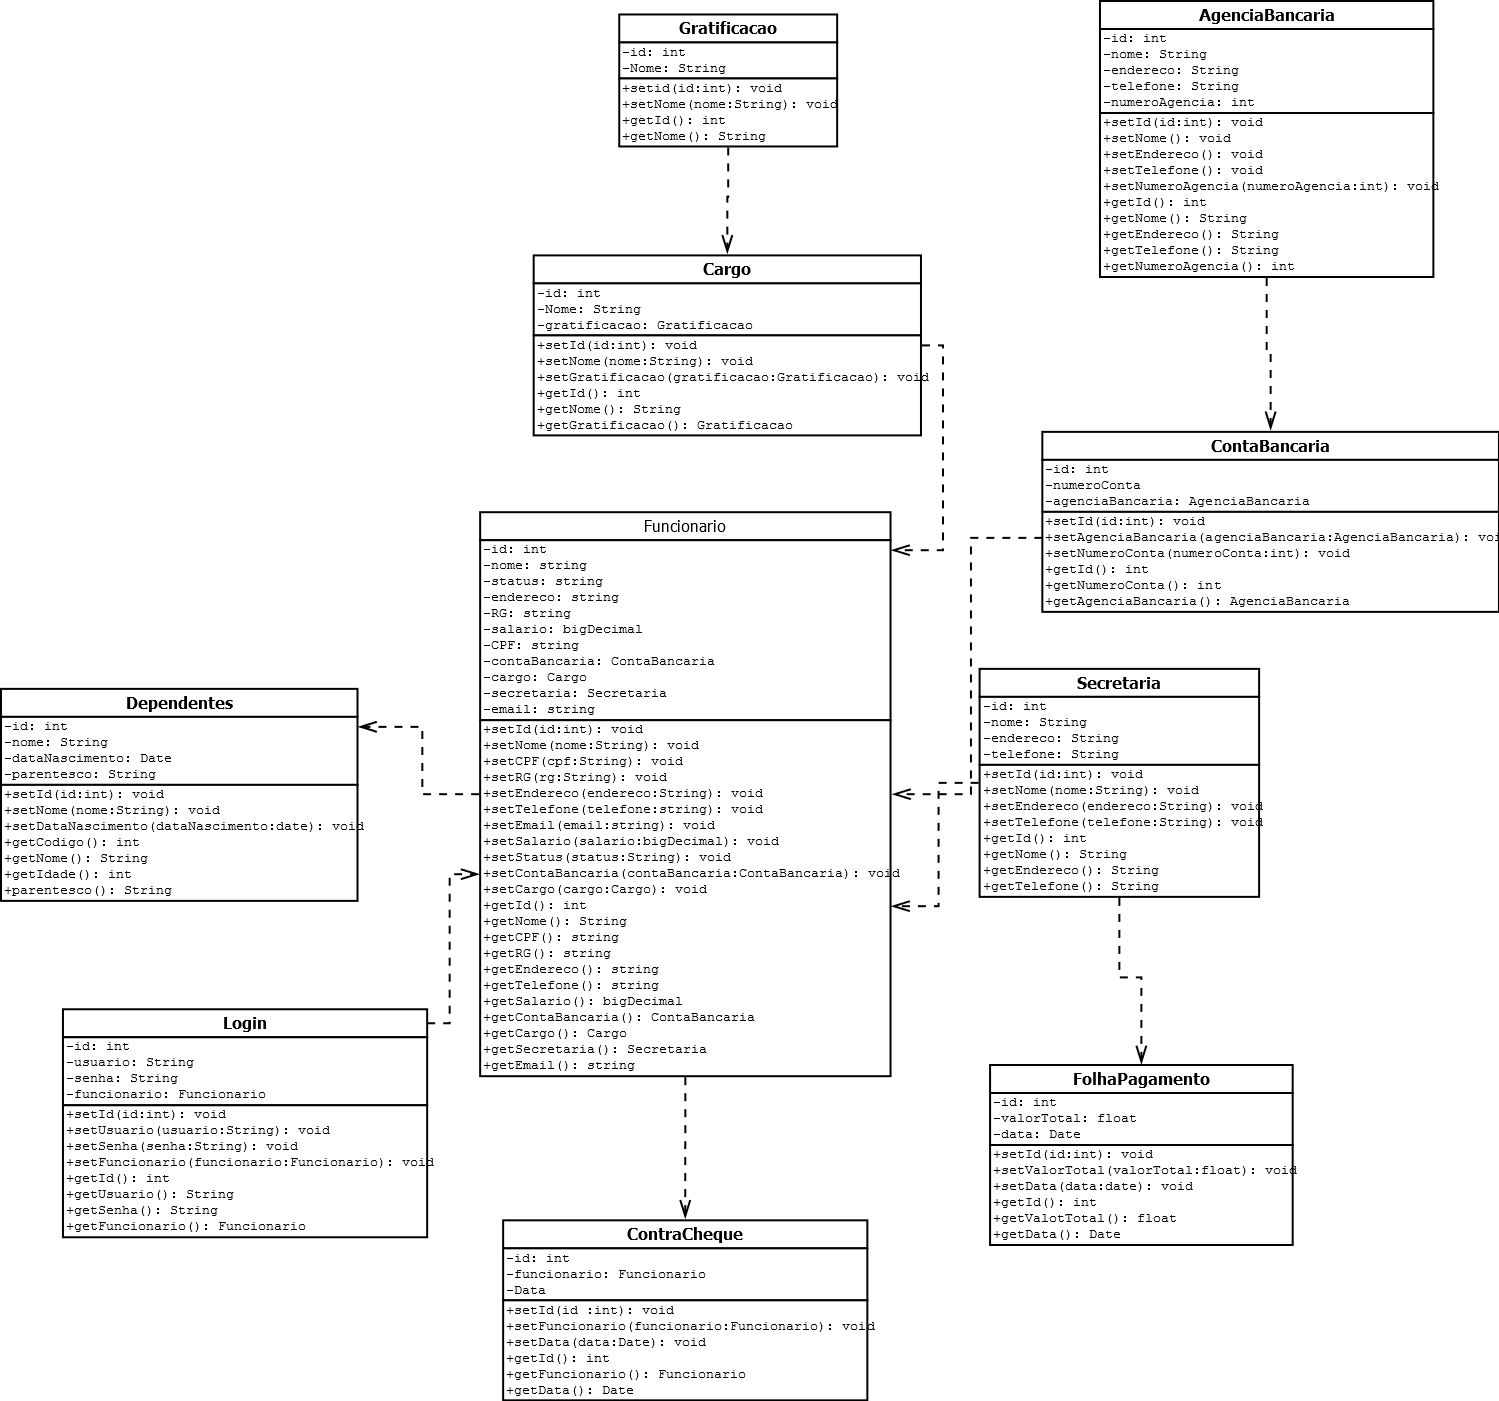 Gratificacao
-id: int
-Nome: String
+setid(id:int): void
+setNome(nome:String): void
+getId(): int
+getNome(): String
AgenciaBancaria
-id: int
-nome: String
-endereco: String
-telefone: String
-numeroAgencia: int
+setId(id:int): void
+setNome(): void
+setEndereco(): void
+setTelefone(): void
+setNumeroAgencia(numeroAgencia:int): void
+getId(): int
+getNome(): String
+getEndereco(): String
+getTelefone(): String
+getNumeroAgencia(): int
Cargo
-id: int
-Nome: String
-gratificacao: Gratificacao
+setId(id:int): void
+setNome(nome:String): void
+setGratificacao(gratificacao:Gratificacao): void
+getId(): int
+getNome(): String
+getGratificacao(): Gratificacao
ContaBancaria
-id: int
-numeroConta
-agenciaBancaria: AgenciaBancaria
+setId(id:int): void
+setAgenciaBancaria(agenciaBancaria:AgenciaBancaria): voi
+setNumeroConta(numeroConta:int): void
+getId(): int
+getNumeroConta(): int
+getAgenciaBancaria(): AgenciaBancaria
Funcionario
-id: int
-nome: string
-status: string
-endereco: string
-RG: string
-salario: bigDecimal
-CPF: string
-contaBancaria: ContaBancaria
-cargo: Cargo
-secretaria: Secretaria
-email: string
+setId(id:int): void
+setNome(nome:String): void
+setCPF(cpf:String): void
+setRG(rg:String): void
+setEndereco(endereco:String): void
+setTelefone(telefone:string): void
+setEmail(email:string): void
+setSalario(salario:bigDecimal): void
+setStatus(status:String): void
+setContaBancaria(contaBancaria:ContaBancaria): void
+setCargo(cargo:Cargo): void
+getId(): int
+getNome(): String
+getCPF(): string
+getRG(): string
+getEndereco(): string
+getTelefone(): string
+getSalario(): bigDecimal
+getContaBancaria(): ContaBancaria
+getCargo(): Cargo
+getSecretaria(): Secretaria
+getEmail(): string
Dependentes
-id: int
-nome: String
-dataNascimento: Date
-parentesco: String
+setId(id:int): void
+setNome(nome:String): void
+setDataNascimento(dataNascimento:date): void
+getCodigo(): int
+getNome(): String
+getIdade(): int
+parentesco(): String
Secretaria
-id: int
-nome: String
-endereco: String
-telefone: String
+setId(id:int): void
+setNome(nome:String): void
+setEndereco(endereco:String): void
+setTelefone(telefone:String): void
+getId(): int
+getNome(): String
+getEndereco(): String
+getTelefone(): String
Login
-id: int
-usuario: String
-senha: String
-funcionario: Funcionario
+setId(id:int): void
+setUsuario(usuario:String): void
+setSenha(senha:String): void
+setFuncionario(funcionario:Funcionario): void
+getId(): int
+getUsuario(): String
+getSenha(): String
+getFuncionario(): Funcionario
FolhaPagamento
-id: int
-valorTotal: float
-data: Date
+setId(id:int): void
+setValorTotal(valorTotal:float): void
+setData(data:date): void
+getId(): int
+getValotTotal(): float
+getData(): Date
ContraCheque
-id: int
-funcionario: Funcionario
-Data
+setId(id :int): void
+setFuncionario(funcionario:Funcionario): void
+setData(data:Date): void
+getId(): int
+getFuncionario(): Funcionario
+getData(): Date